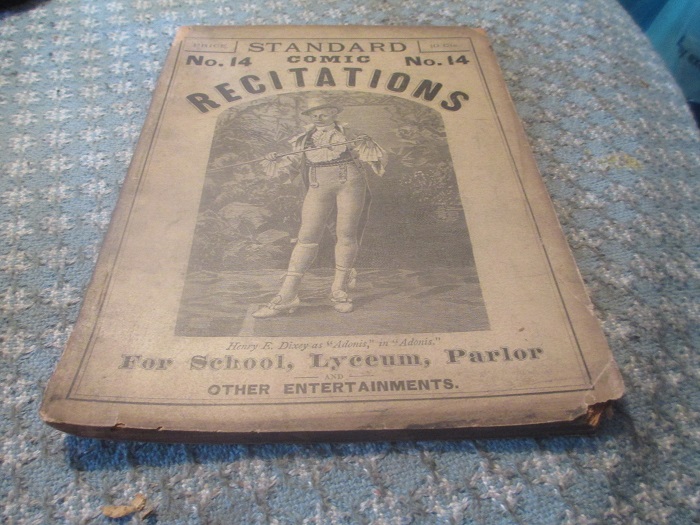 STANDARD
No. 14 COMIC No. 14
RECITATIONS
Henry E. Dixey as "Adonis," in "Adonis."
For School, Lyceum, Parlor
AND
OTHER ENTERTAINMENTS.